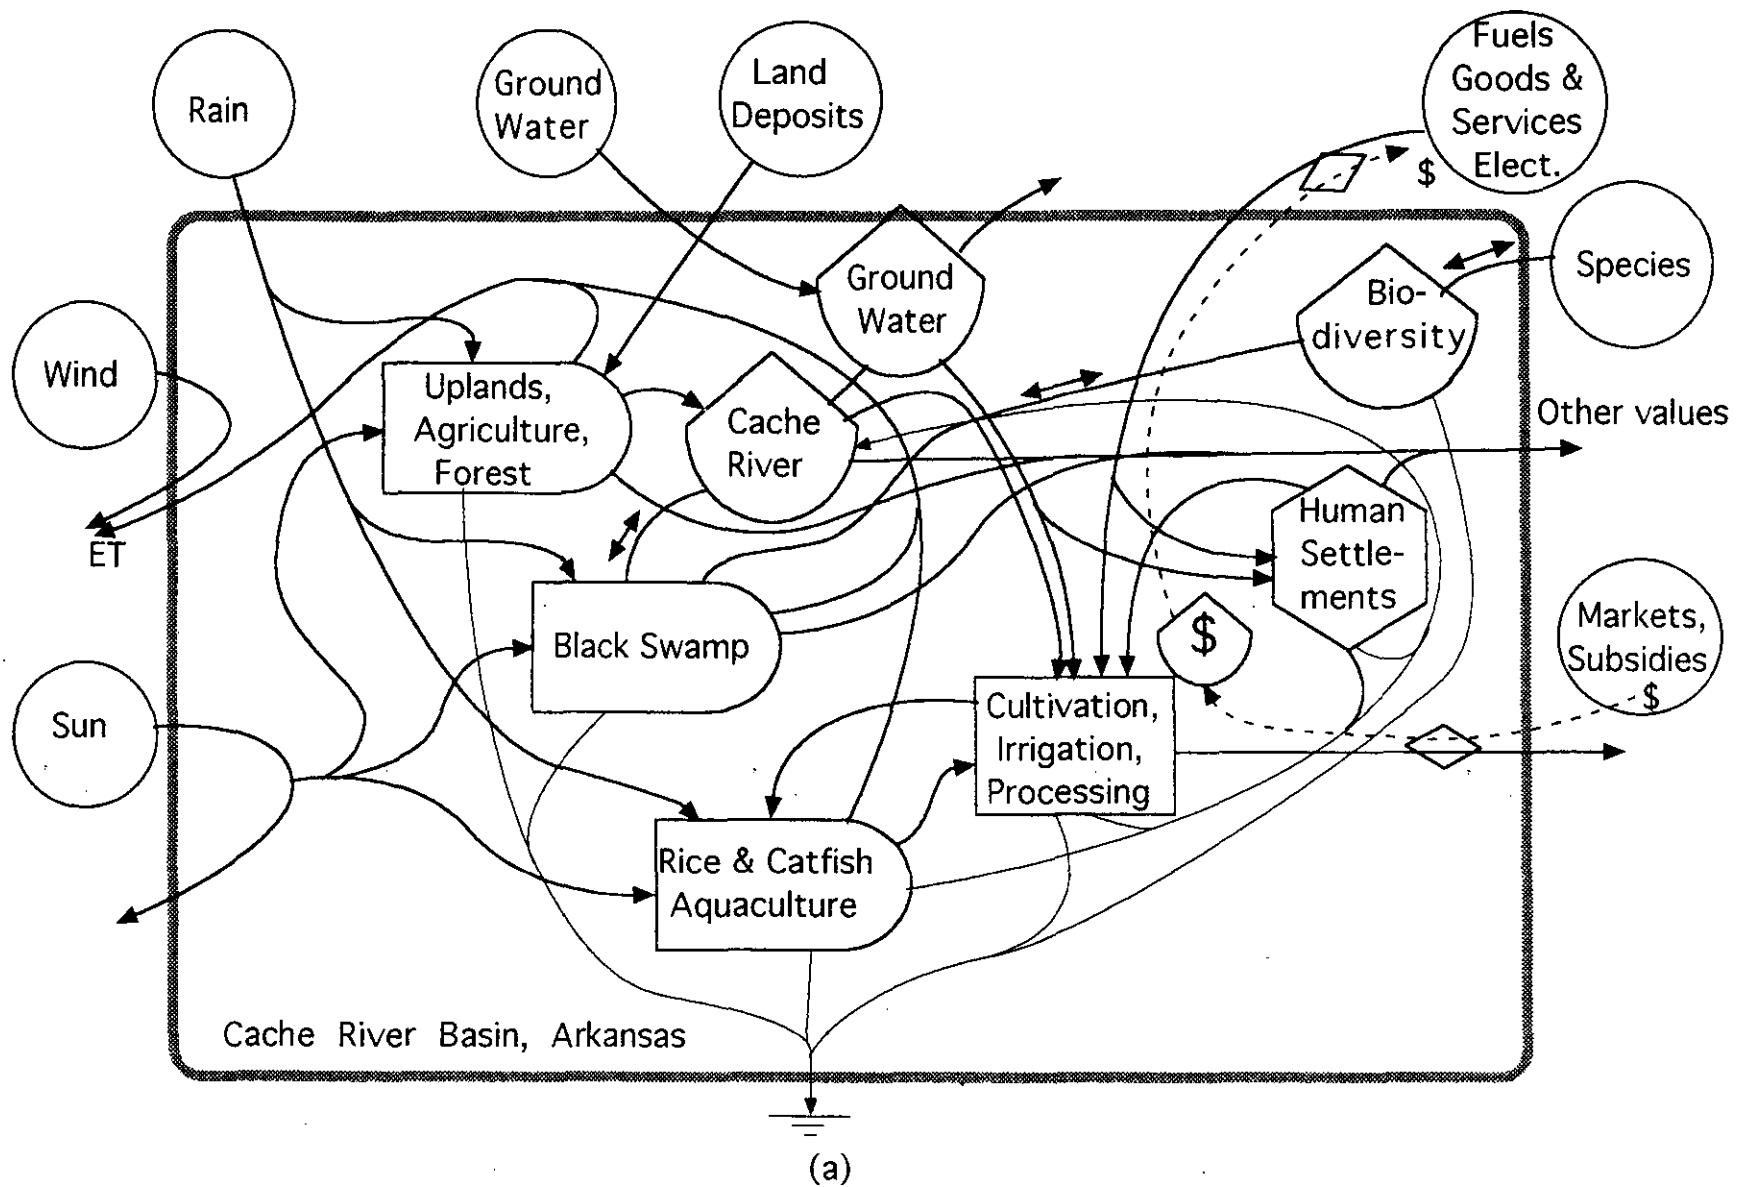 Rain
Ground
Water
Land
Deposits
Fuels
Goods &
Services
Elect.
$
Species
Wind
Ground
Water
Bio-
diversity
Uplands,
Agriculture,
Forest
Cache
River
Other values
ET
Human
Settle-
ments
Black Swamp
$
Markets,
Subsidies
$
Sun
Cultivation,
Irrigation,
Processing
Rice & Catfish
Aquaculture
Cache River Basin, Arkansas
(a)